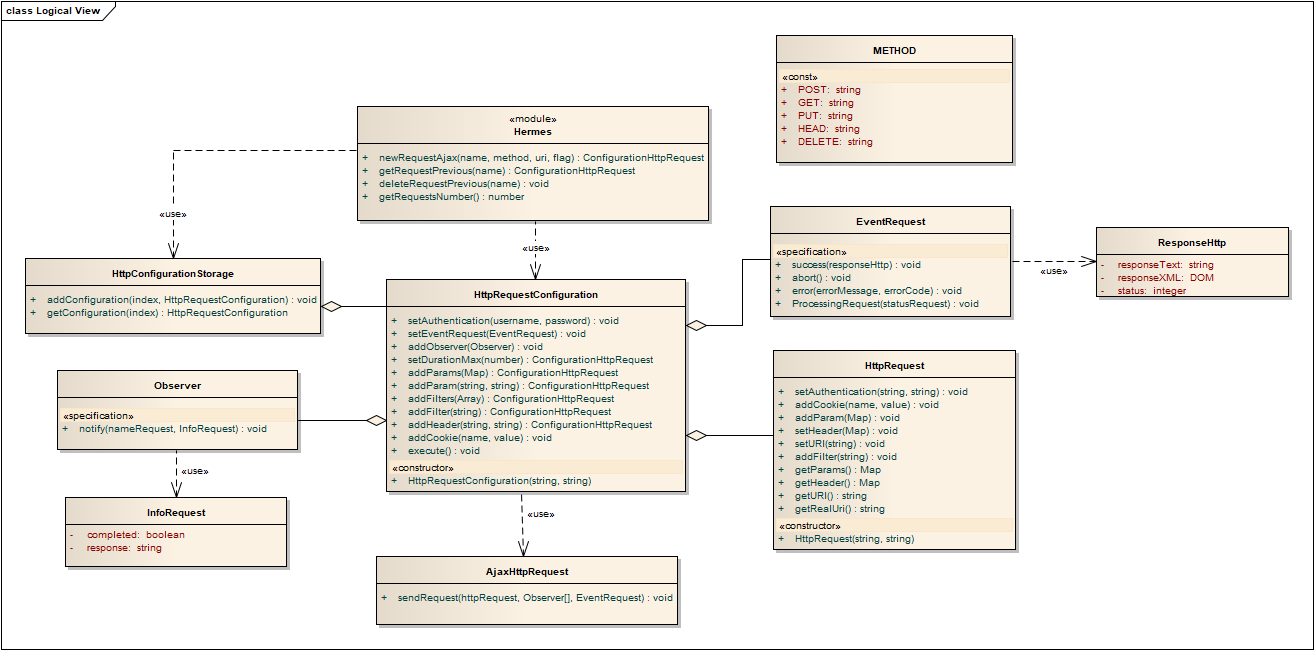 class Logical View
METHOD
«const»
+ POST: string
+ GET: string
+ PUT: string
+ HEAD: string
+ DELETE: string
«module»
Hermes
+ newRequestAjax(name, method, uri, flag) : ConfigurationHttpRequest
+ getRequestPrevious(name) : ConfigurationHttpRequest
+ deleteRequestPrevious(name) : void
+ getRequestsNumber() : number
«use»
«use»
EventRequest
«specification»
+ success(responseHttp) : void
+ abort() : void
+ error(errorMessage, errorCode) : void
+ ProcessingRequest(statusRequest) : void
«use»
ResponseHttp
- responseText: string
- responseXML: DOM
- status: integer
HttpConfigurationStorage
+ addConfiguration(index, HttpRequestConfiguration) : void
+ getConfiguration(index) : HttpRequestConfiguration
HttpRequestConfiguration
+ setAuthentication(username, password) : void
+ setEventRequest(EventRequest) : void
+ addObserver(Observer) : void
+ setDurationMax(number) : ConfigurationHttpRequest
+ addParams(Map) : ConfigurationHttpRequest
+ addParam(string, string) : ConfigurationHttpRequest
+ addFilters(Array) : ConfigurationHttpRequest
+ addFilter(string) : ConfigurationHttpRequest
+ addHeader(string, string) : ConfigurationHttpRequest
+ addCookie(name, value) : void
+ execute() : void
«constructor»
+ HttpRequestConfiguration(string, string)
HttpRequest
+ setAuthentication(string, string) : void
+ addCookie(name, value) : void
+ addParam(Map) : void
+ setHeader(Map) : void
+ setURI(string) : void
+ addFilter(string) : void
+ getParams() : Map
+ getHeader() : Map
+ getURI() : string
+ getRealUri() : string
«constructor»
+ HttpRequest(string, string)
Observer
«specification»
+ notify(nameRequest, InfoRequest) : void
«use»
InfoRequest
- completed: boolean
- response: string
«use»
AjaxHttpRequest
+ sendRequest(httpRequest, Observer[], EventRequest) : void